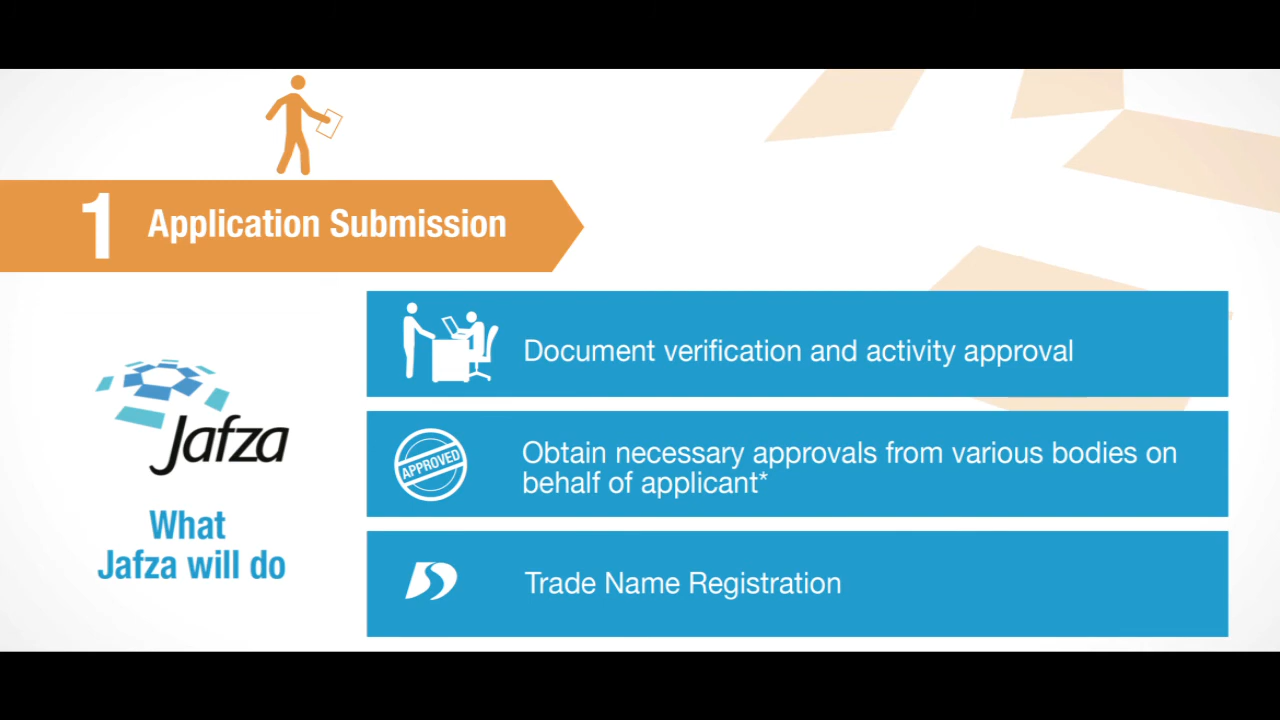 1 Application Submission
Document verification and activity approval
Jafza
APPROVED
Obtain necessary approvals from various bodies on
behalf of applicant*
What
Jafza will do
Trade Name Registration